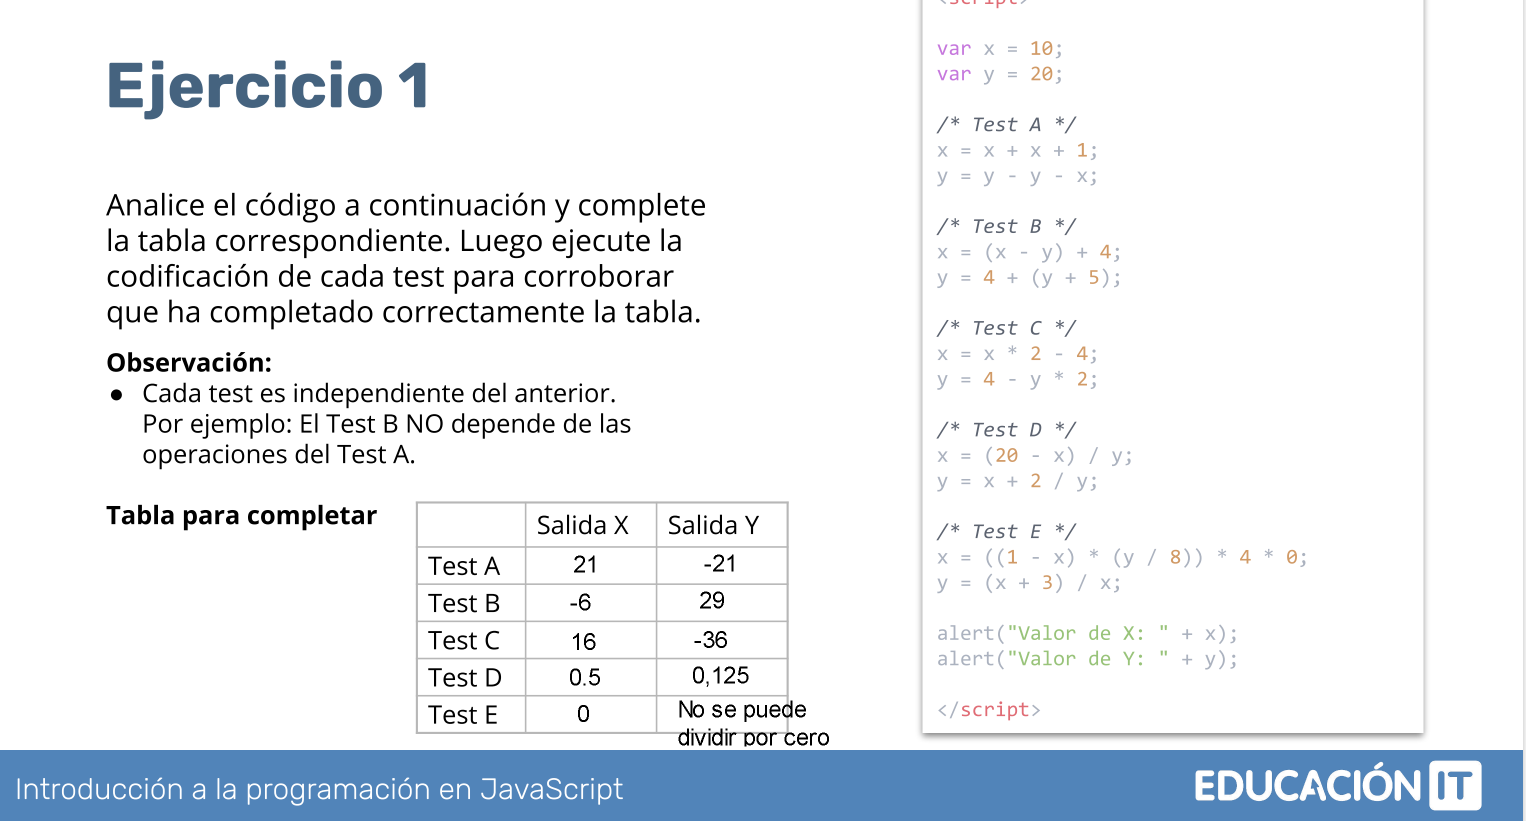 Ejercicio 1
Analice el código a continuación y complete
la tabla correspondiente. Luego ejecute la
codificación de cada test para corroborar
que ha completado correctamente la tabla.
Observación:
● Cada test es independiente del anterior.
Por ejemplo: El Test B NO depende de las
operaciones del Test A.
Tabla para completar
Salida X Salida Y
Test A 21 -21
Test B -6 29
Test C 16 -36
Test D 0.5 0,125
Test E 0 No se puede
dividir por cero
<script>
var x = 10;
var y = 20;
/* Test A */
x = x + x + 1;
y = y - y - x;
/* Test B */
x = (x - y) + 4;
y = 4 + (y + 5);
/* Test C */
x = x * 2 - 4;
y = 4 - y * 2;
/* Test D */
x = (20 - x) / y;
y = x + 2 / y;
/* Test E */
x = ((1 - x) * (y / 8)) * 4 * 0;
y = (x + 3) / x;
alert("Valor de X: " + x);
alert("Valor de Y: " + y);
</script>
Introducción a la programación en JavaScript
EDUCACIÓN IT